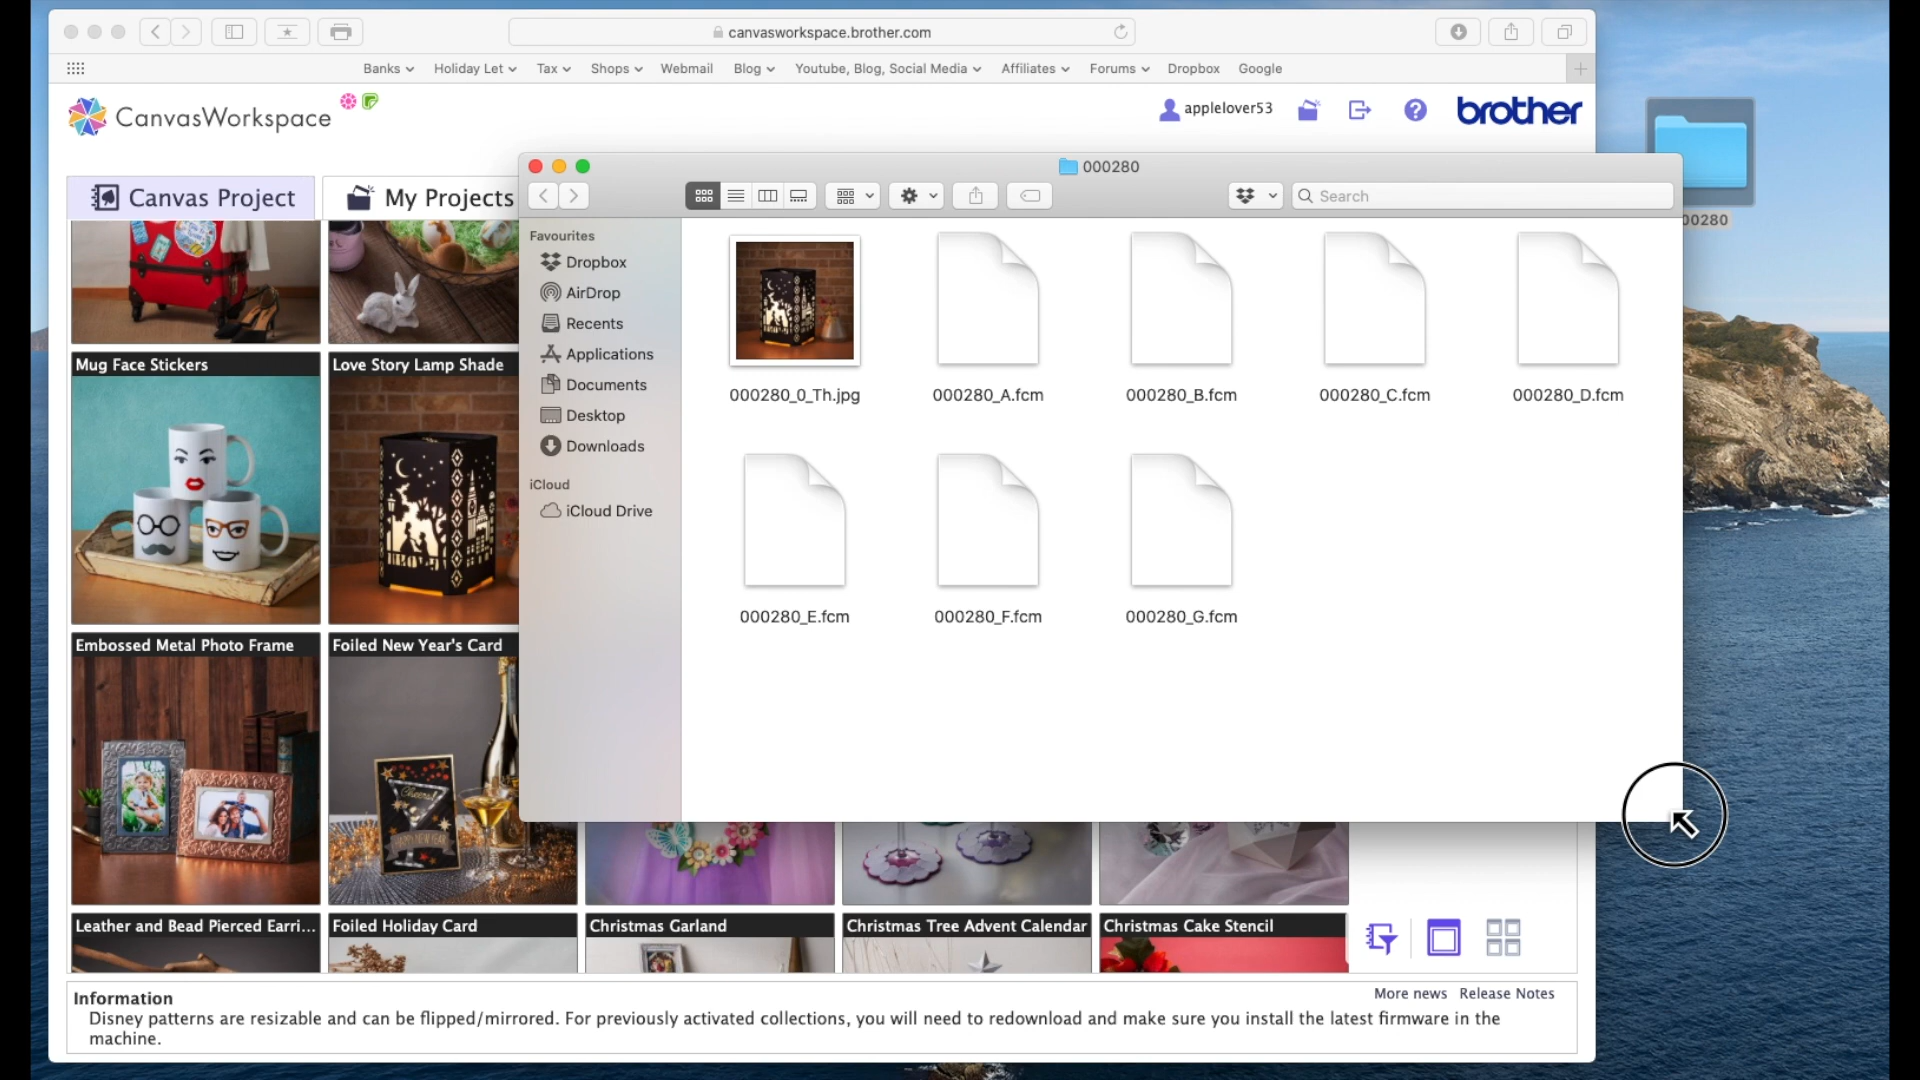 canvasworkspace.brother.com
Banks Holiday Let Tax Shops Webmail Blog Youtube, Blog, Social Media Affiliates Forums Dropbox Google
CanvasWorkspace
applelover53
brother
Canvas Project
My Projects
000280
Search
00280
Favourites
Dropbox
AirDrop
Recents
Applications
Documents
Desktop
Downloads
iCloud
iCloud Drive
000280_0_Th.jpg
000280_A.fcm
000280_B.fcm
000280_C.fcm
000280_D.fcm
000280_E.fcm
000280_F.fcm
000280_G.fcm
Mug Face Stickers
Love Story Lamp Shade
Embossed Metal Photo Frame
Foiled New Year's Card
Cheers!
Leather and Bead Pierced Earri...
Foiled Holiday Card
Christmas Garland
Christmas Tree Advent Calendar
Christmas Cake Stencil
Information
More news Release Notes
Disney patterns are resizable and can be flipped/mirrored. For previously activated collections, you will need to redownload and make sure you install the latest firmware in the
machine.